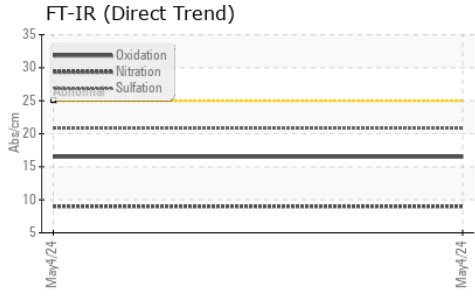 FT-IR (Direct Trend)
35
30
25
20
15
10
5
Abs/cm
Oxidation
Nitration
Sulfation
Abnormal
May4/24
May4/24